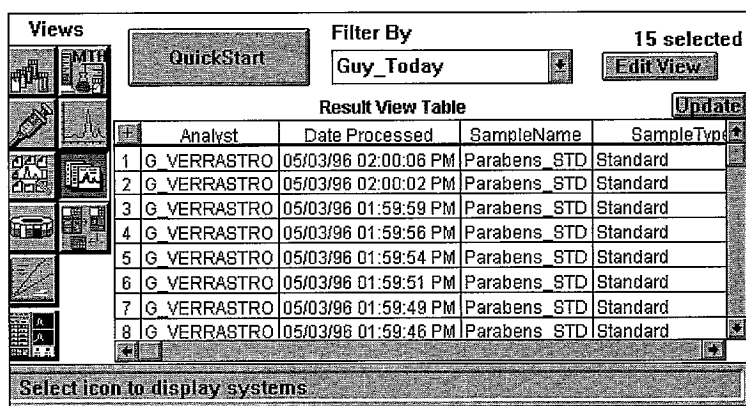 Views
Filter By
15 selected
MTH
QuickStart
Guy_Today
Edit View
Result View Table
Update
Analyst Date Processed SampleName SampleType
1 G_VERRASTRO 05/03/96 02:00:06 PM Parabens_STD Standard
2 G_VERRASTRO 05/03/96 02:00:02 PM Parabens_STD Standard
3 G_VERRASTRO 05/03/96 01:59:59 PM Parabens_STD Standard
4 G_VERRASTRO 05/03/96 01:59:56 PM Parabens_STD Standard
5 G_VERRASTRO 05/03/96 01:59:54 PM Parabens_STD Standard
6 G_VERRASTRO 05/03/96 01:59:51 PM Parabens_STD Standard
7 G_VERRASTRO 05/03/96 01:59:49 PM Parabens_STD Standard
8 G_VERRASTRO 05/03/96 01:59:46 PM Parabens_STD Standard
Select icon to display systems